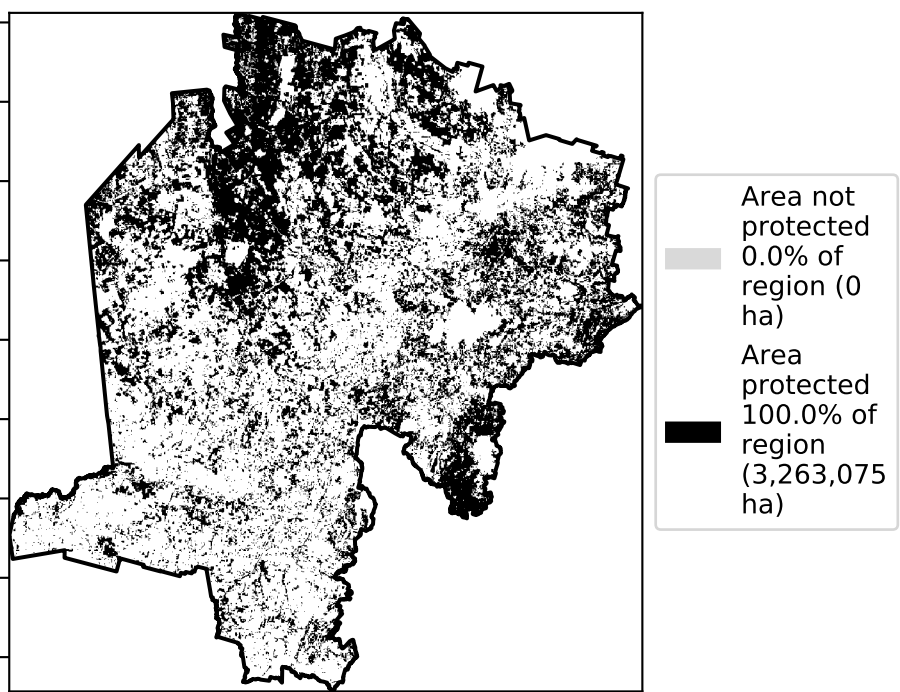 Area not
protected
0.0% of
region (0
ha)
Area
protected
100.0% of
region
(3,263,075
ha)